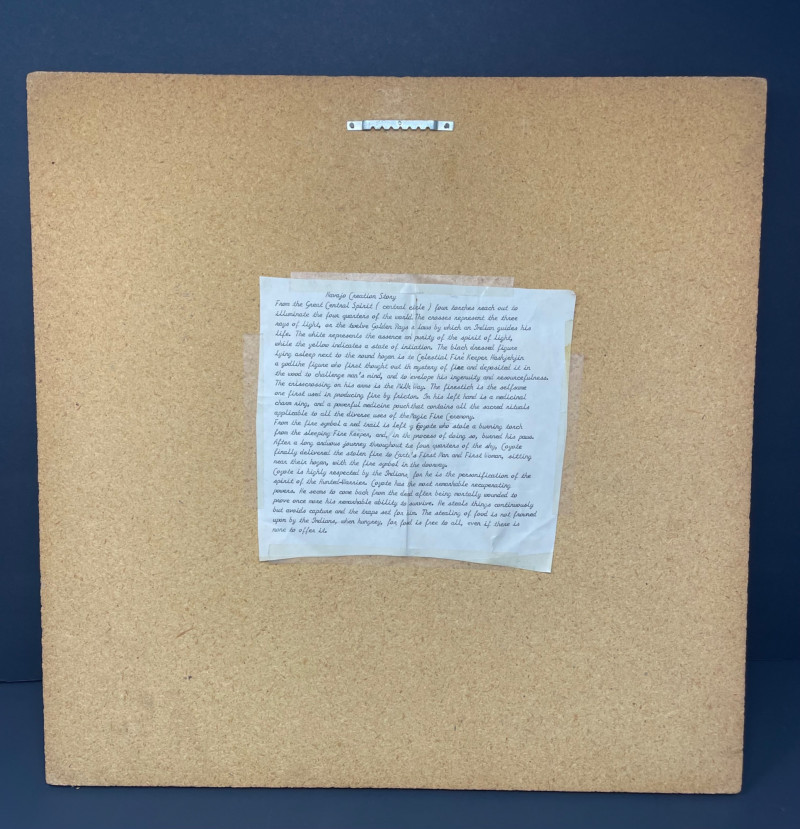 Navajo Creation Story
From the Great Central Spirit ( central circle ) four torches reach out to
illuminate the four quarters of the world. The crosses represent the three
rays of light, or the twelve Golden Rays laws by which an Indian guides his
life. The white represents the essence on purity of the spirit of light,
while the yellow indicates a state of intiation. The black dressed figure
lying asleep next to the round hogan is to Celestial Fire Keeper
a godlike figure who first thought out th mystery of fire and deposited it in
the wood to challenge man's mind, and to envelope his ingenuity and resourcefulness.
The crisscrossing on his arms is the Milk Way. The firestick is the selfsame
one first used in producing fire by friction. In his left hand is a medicinal
charm ring, and a powerful medicine pouch that contains all the sacred rituals
applicable to all the diverse uses of the Magic Fire Ceremony.
From the fire symbol a red trail is left y Coyote who stole a burning torch
from the sleeping Fire Keeper, and, in the process of doing so, burned his paws.
After a long arduous journey throughout te four quarters of the sky, Coyote
finally delivered the stolen fire to Earth's First Man and First Woman, sitting
near their hogan, with the fire symbol in the doorway.
Coyote is highly respected by the Indians, for he is the personification of the
spirit of the Hunted-Warrior. Coyote has the most remarkable recuperating
powers. He seems to come back from the dead after being mortally wounded to
prove once more his remarkable ability to survive. He steals things continuously
but avoids capture and the traps set for him. The stealing of food is not frowned
upon by the Indians, when hungrey, for food is free to all, even if there is
none to offer it.